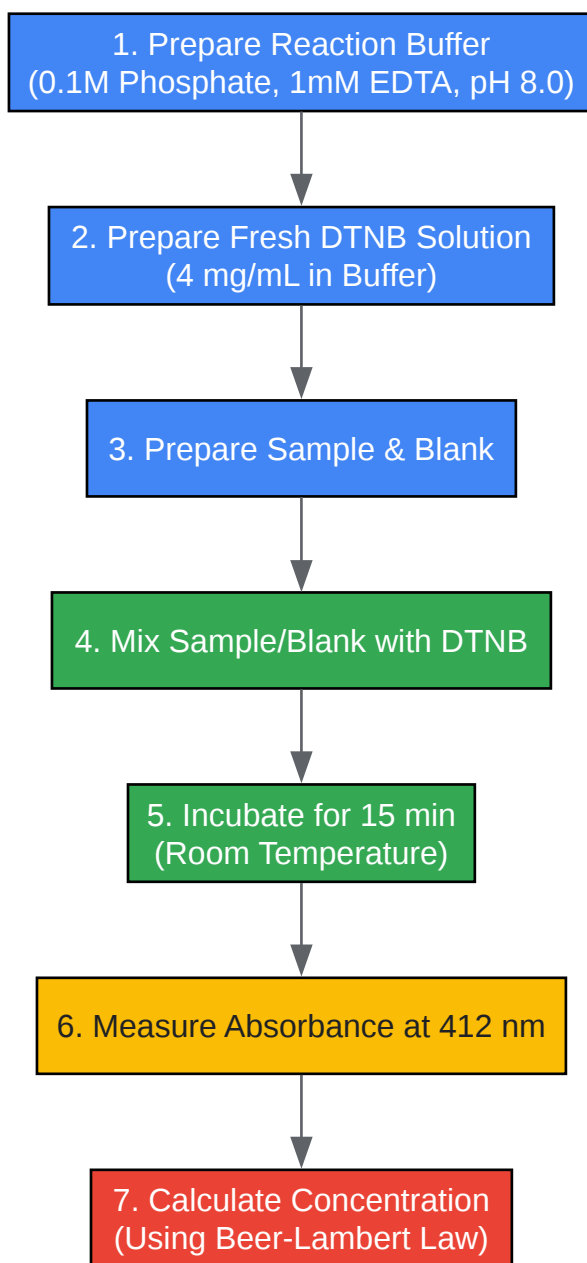 1. Prepare Reaction Buffer
(0.1M Phosphate, 1mM EDTA, pH 8.0)
2. Prepare Fresh DTNB Solution
(4 mg/mL in Buffer)
3. Prepare Sample & Blank
4. Mix Sample/Blank with DTNB
5. Incubate for 15 min
(Room Temperature)
6. Measure Absorbance at 412 nm
7. Calculate Concentration
(Using Beer-Lambert Law)